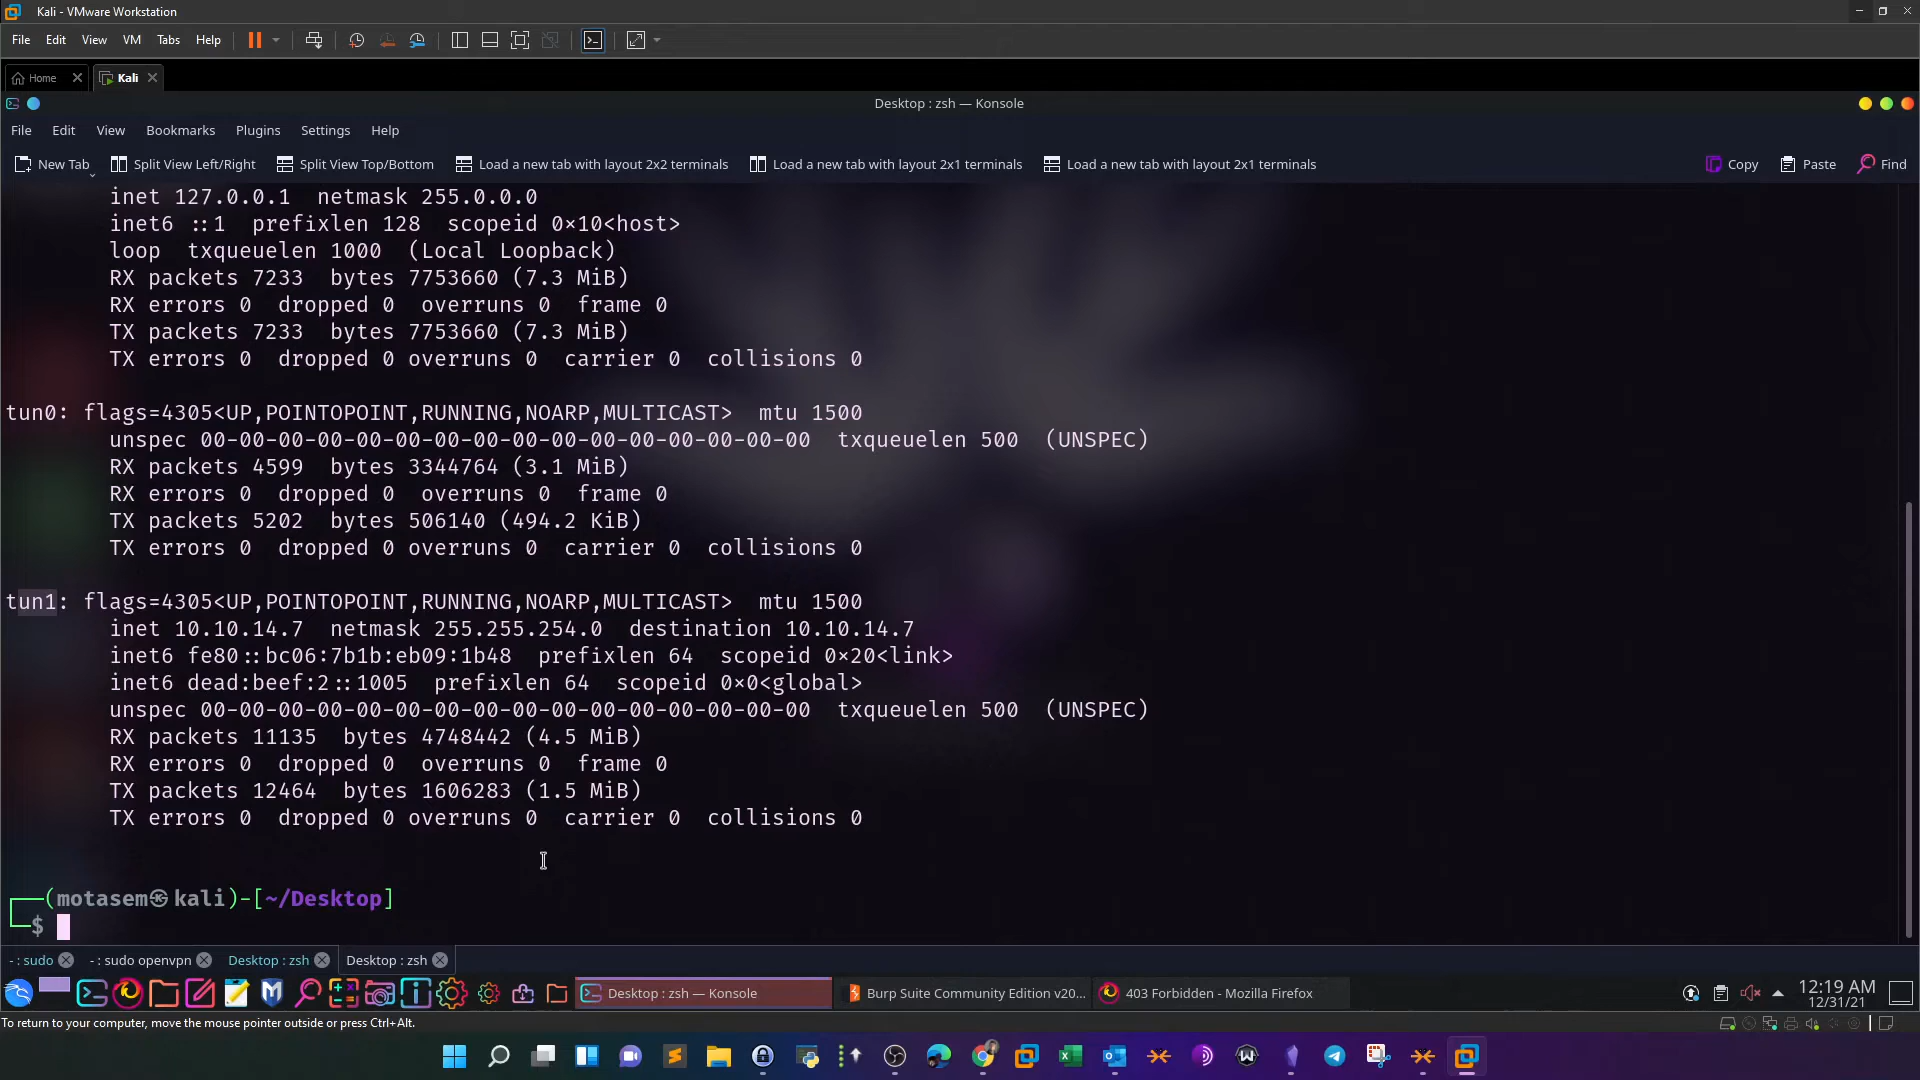 Kali - VMware Workstation
File Edit View VM Tabs Help
Home Kali
Desktop : zsh — Konsole
File Edit View Bookmarks Plugins Settings Help
New Tab Split View Left/Right Split View Top/Bottom Load a new tab with layout 2x2 terminals Load a new tab with layout 2x1 terminals Load a new tab with layout 2x1 terminals Copy Paste Find
inet 127.0.0.1  netmask 255.0.0.0
inet6 ::1  prefixlen 128  scopeid 0×10<host>
loop  txqueuelen 1000  (Local Loopback)
RX packets 7233  bytes 7753660 (7.3 MiB)
RX errors 0  dropped 0  overruns 0  frame 0
TX packets 7233  bytes 7753660 (7.3 MiB)
TX errors 0  dropped 0 overruns 0  carrier 0  collisions 0
tun0: flags=4305<UP,POINTOPOINT,RUNNING,NOARP,MULTICAST>  mtu 1500
unspec 00-00-00-00-00-00-00-00-00-00-00-00-00-00-00-00  txqueuelen 500  (UNSPEC)
RX packets 4599  bytes 3344764 (3.1 MiB)
RX errors 0  dropped 0  overruns 0  frame 0
TX packets 5202  bytes 506140 (494.2 KiB)
TX errors 0  dropped 0 overruns 0  carrier 0  collisions 0
tun1: flags=4305<UP,POINTOPOINT,RUNNING,NOARP,MULTICAST>  mtu 1500
inet 10.10.14.7  netmask 255.255.254.0  destination 10.10.14.7
inet6 fe80::bc06:7b1b:eb09:1b48  prefixlen 64  scopeid 0×20<link>
inet6 dead:beef:2::1005  prefixlen 64  scopeid 0×0<global>
unspec 00-00-00-00-00-00-00-00-00-00-00-00-00-00-00-00  txqueuelen 500  (UNSPEC)
RX packets 11135  bytes 4748442 (4.5 MiB)
RX errors 0  dropped 0  overruns 0  frame 0
TX packets 12464  bytes 1606283 (1.5 MiB)
TX errors 0  dropped 0 overruns 0  carrier 0  collisions 0
┌──(motasem㉿kali)-[~/Desktop]
└─$
- : sudo - : sudo openvpn Desktop : zsh Desktop : zsh
Desktop : zsh — Konsole Burp Suite Community Edition v20... 403 Forbidden - Mozilla Firefox 12:19 AM
12/31/21
To return to your computer, move the mouse pointer outside or press Ctrl+Alt.